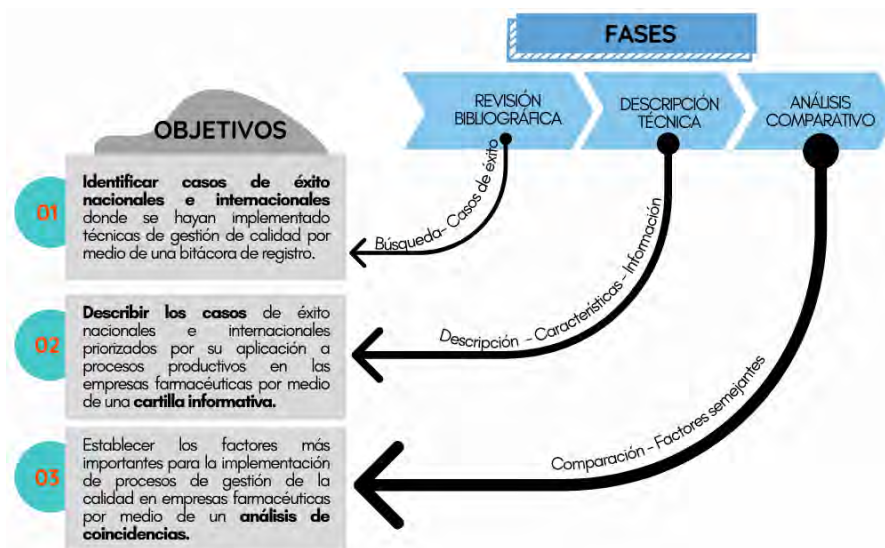 FASES
REVISIÓN
BIBLIOGRÁFICA
DESCRIPCIÓN
TÉCNICA
ANÁLISIS
COMPARATIVO
OBJETIVOS
01
Identificar casos de éxito
nacionales e internacionales
donde se hayan implementado
técnicas de gestión de calidad por
medio de una bitácora de registro.
Búsqueda- Casos de éxito
02
Describir los casos de éxito
nacionales e internacionales
priorizados por su aplicación a
procesos productivos en las
empresas farmacéuticas por medio
de una cartilla informativa.
Descripción - Características - Información
03
Establecer los factores más
importantes para la implementación
de procesos de gestión de la
calidad en empresas farmacéuticas
por medio de un análisis de
coincidencias.
Comparación - Factores semejantes